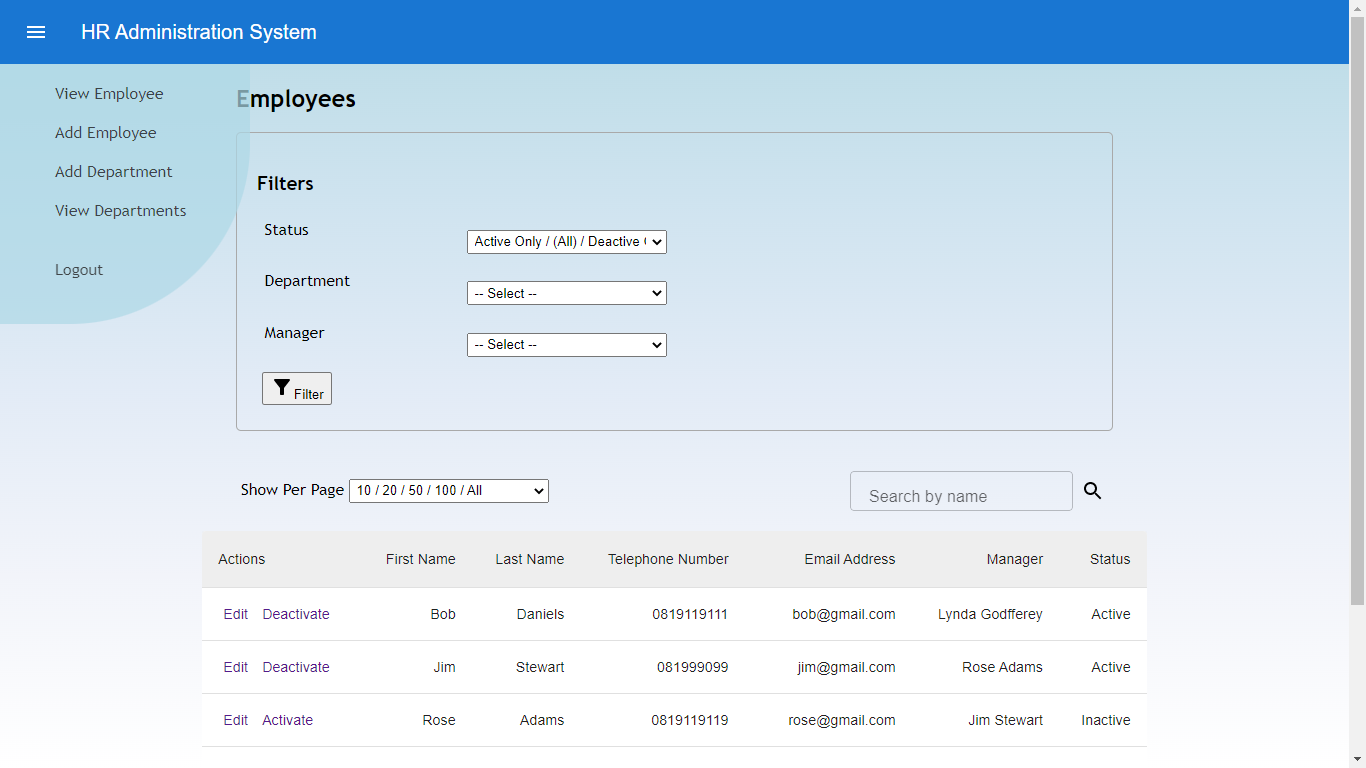 HR Administration System
View Employee
Add Employee
Add Department
View Departments
Logout
Employees
Filters
Status
Active Only / (All) / Deactive
Department
-- Select --
Manager
-- Select --
Filter
Show Per Page 10 / 20 / 50 / 100 / All
Search by name
Actions First Name Last Name Telephone Number Email Address Manager Status
Edit Deactivate Bob Daniels 0819119111 bob@gmail.com Lynda Godfferey Active
Edit Deactivate Jim Stewart 081999099 jim@gmail.com Rose Adams Active
Edit Activate Rose Adams 0819119119 rose@gmail.com Jim Stewart Inactive